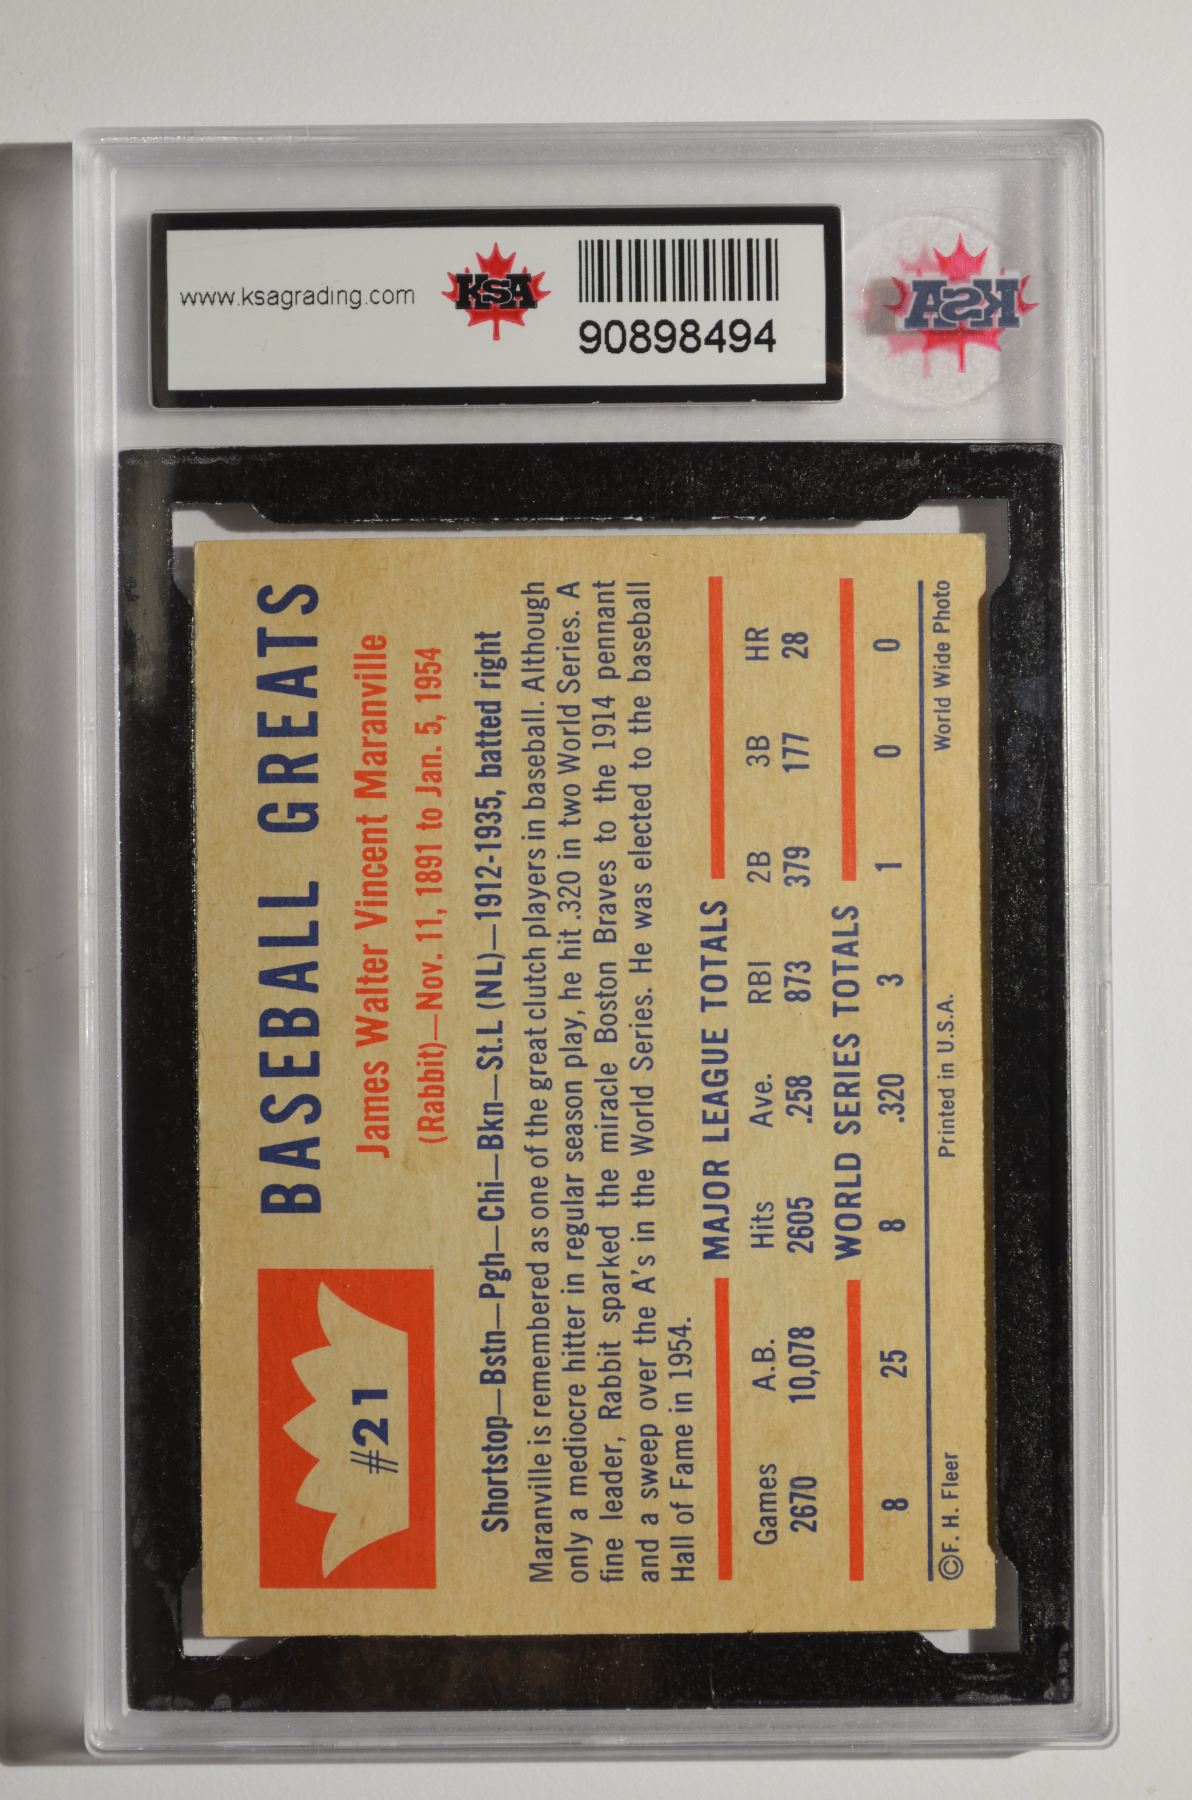 www.ksagrading.com
KSA
90898494
KSA
#21
BASEBALL GREATS
James Walter Vincent Maranville
(Rabbit)—Nov. 11, 1891 to Jan. 5, 1954
Shortstop—Bstn—Pgh—Chi—Bkn—St.L (NL)—1912-1935, batted right
Maranville is remembered as one of the great clutch players in baseball. Although
only a mediocre hitter in regular season play, he hit .320 in two World Series. A
fine leader, Rabbit sparked the miracle Boston Braves to the 1914 pennant
and a sweep over the A's in the World Series. He was elected to the baseball
Hall of Fame in 1954.
MAJOR LEAGUE TOTALS
Games A.B. Hits Ave. RBI 2B 3B HR
2670 10,078 2605 .258 873 379 177 28
WORLD SERIES TOTALS
8 25 8 .320 3 1 0 0
©F. H. Fleer Printed in U.S.A. World Wide Photo